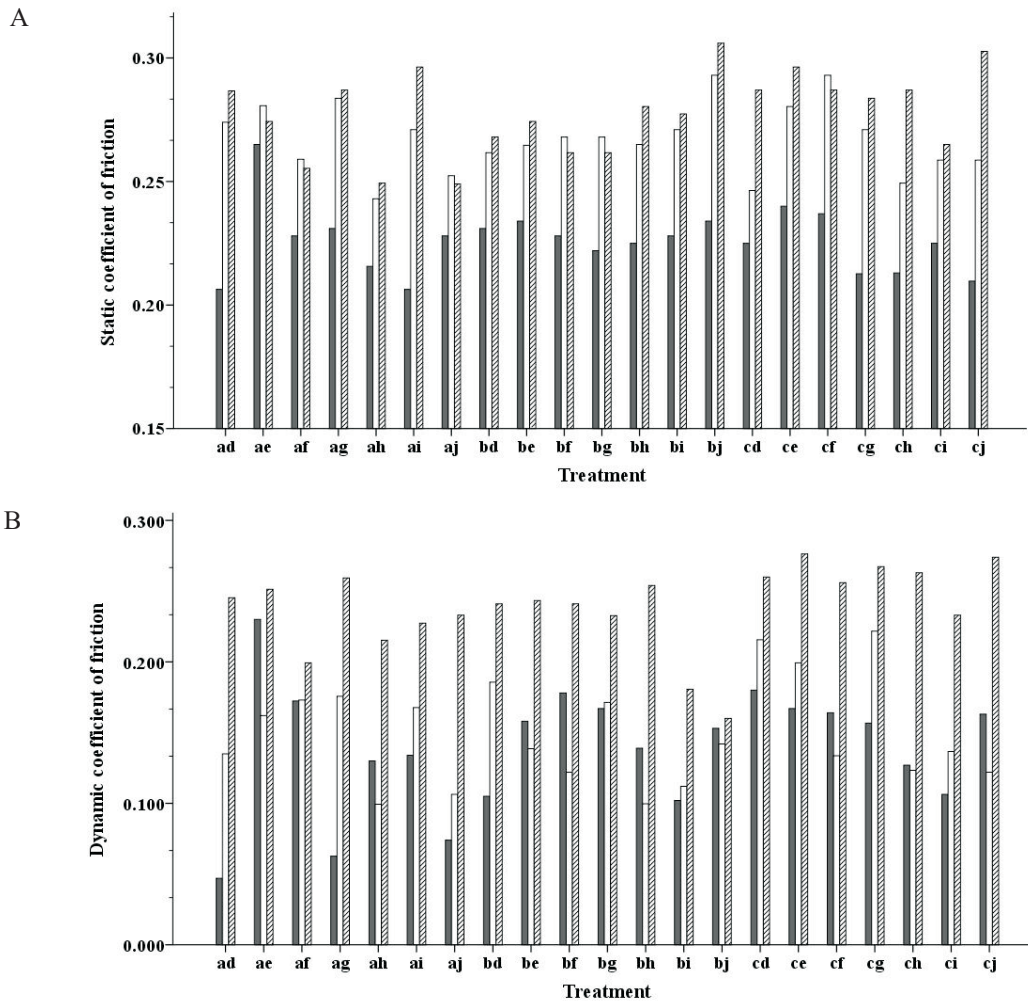 A
Static coefficient of friction
0.30
0.25
0.20
0.15
ad ae af ag ah ai aj bd be bf bg bh bi bj cd ce cf cg ch ci cj
Treatment
B
Dynamic coefficient of friction
0.300
0.200
0.100
0.000
ad ae af ag ah ai aj bd be bf bg bh bi bj cd ce cf cg ch ci cj
Treatment